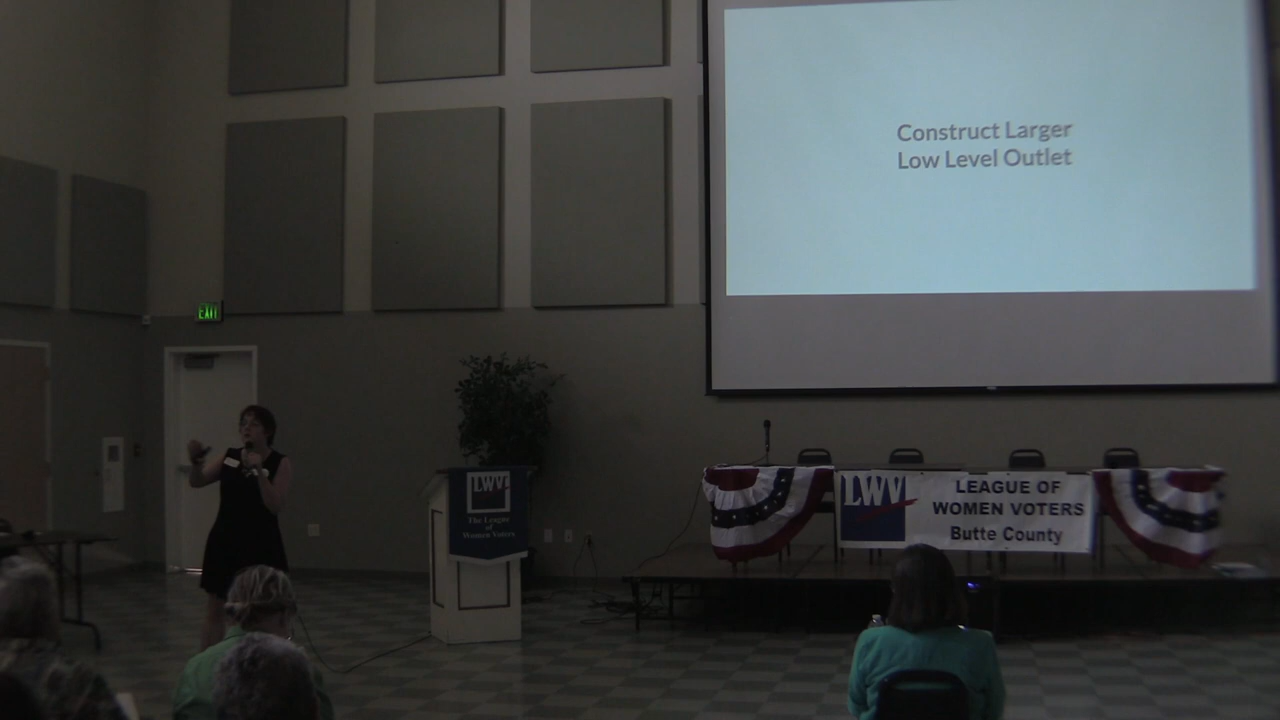 Construct Larger
Low Level Outlet
EXIT
LWV
The League
of
Women Voters
LWV
LEAGUE OF
WOMEN VOTERS
Butte County